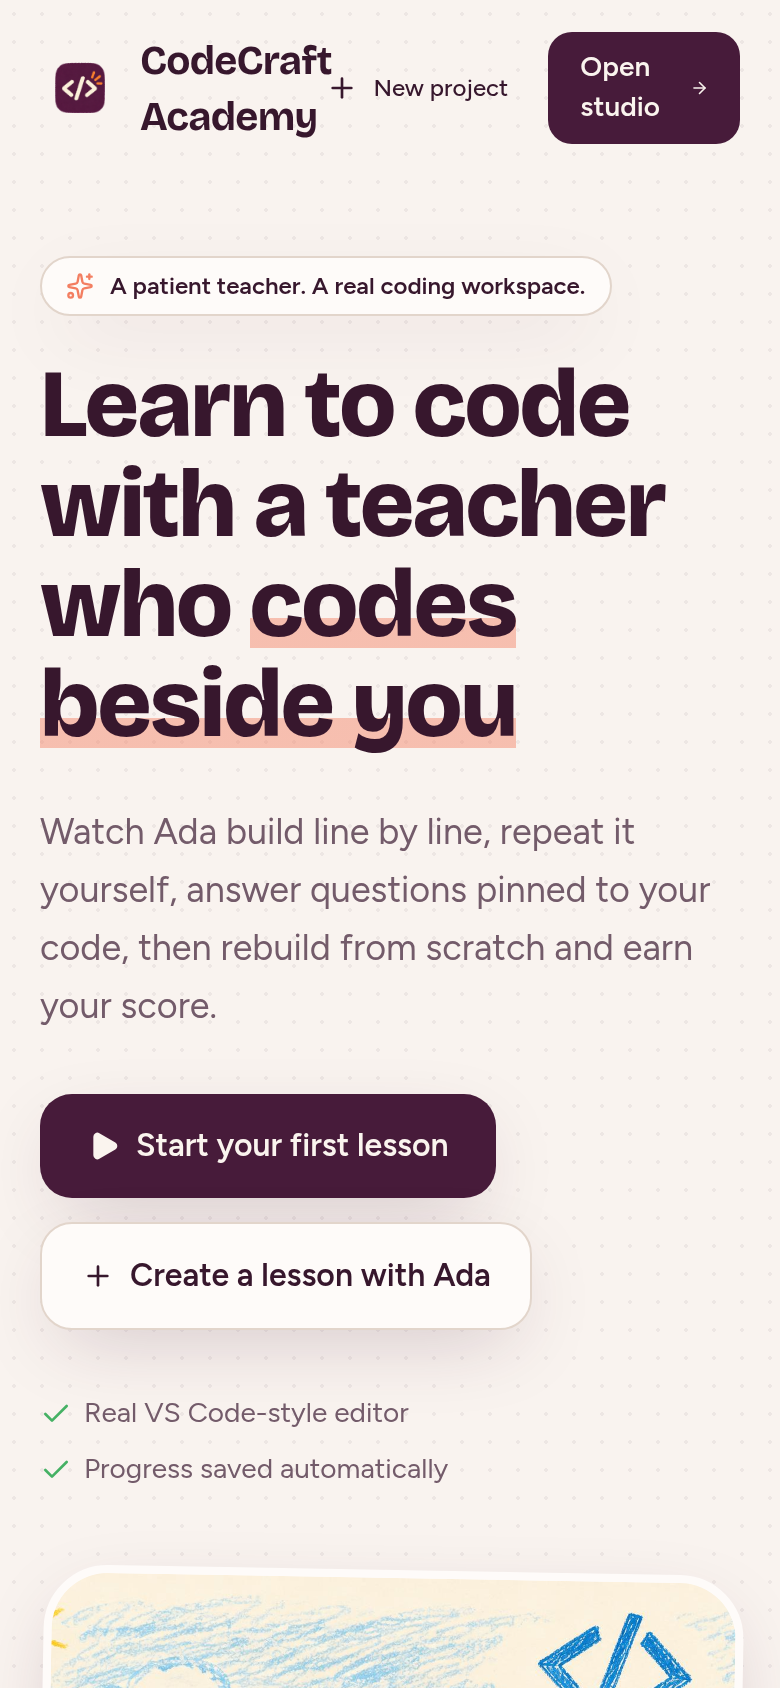 CodeCraft
Academy
New project
Open
studio
A patient teacher. A real coding workspace.
Learn to code
with a teacher
who codes
beside you
Watch Ada build line by line, repeat it
yourself, answer questions pinned to your
code, then rebuild from scratch and earn
your score.
Start your first lesson
Create a lesson with Ada
Real VS Code-style editor
Progress saved automatically